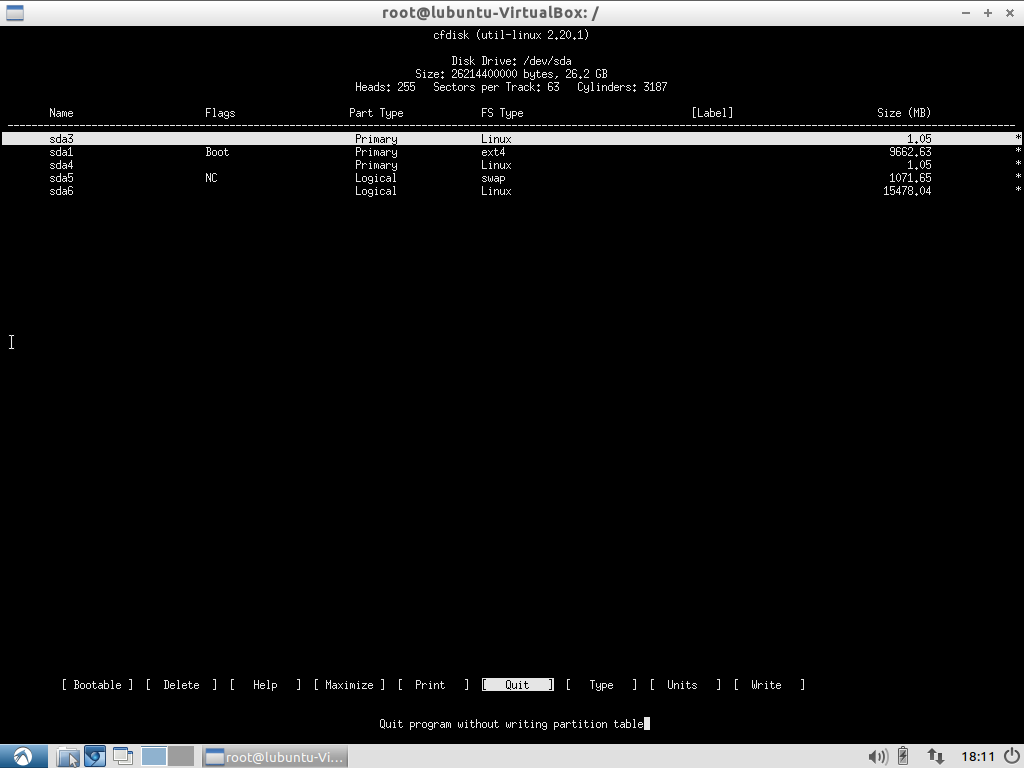 root@lubuntu-VirtualBox: /
cfdisk (util-linux 2.20.1)
Disk Drive: /dev/sda
Size: 26214400000 bytes, 26.2 GB
Heads: 255   Sectors per Track: 63   Cylinders: 3187
Name   Flags   Part Type   FS Type   [Label]   Size (MB)
sda3   Primary   Linux   1.05   *
sda1   Boot   Primary   ext4   9662.63   *
sda4   Primary   Linux   1.05   *
sda5   NC   Logical   swap   1071.65   *
sda6   Logical   Linux   15478.04   *
[ Bootable ]  [  Delete  ]  [   Help   ]  [ Maximize ]  [  Print   ]  [   Quit   ]  [   Type   ]  [  Units   ]  [  Write   ]
Quit program without writing partition table
root@lubuntu-Vi...   18:11